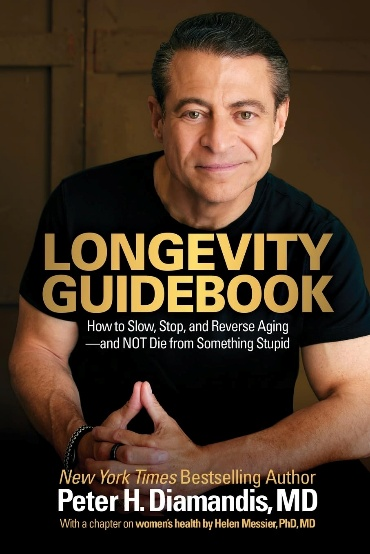 LONGEVITY
GUIDEBOOK
How to Slow, Stop, and Reverse Aging
—and NOT Die from Something Stupid
New York Times Bestselling Author
Peter H. Diamandis, MD
With a chapter on women's health by Helen Messier, PhD, MD